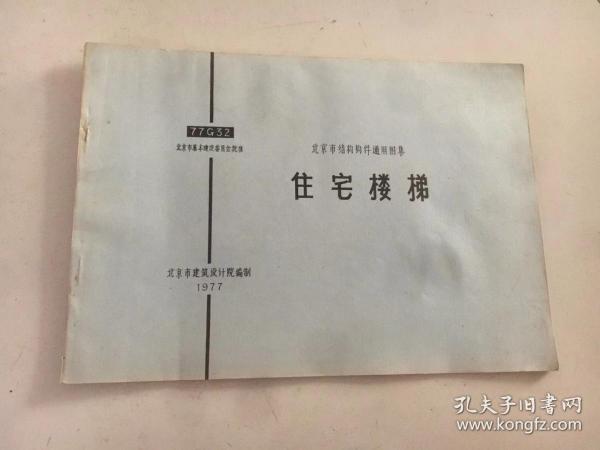 77G32
北京市基本建设委员会批准
北京市结构构件通用图集
住宅楼梯
北京市建筑设计院编制
1977
孔夫子旧书网
www.kongfz.com